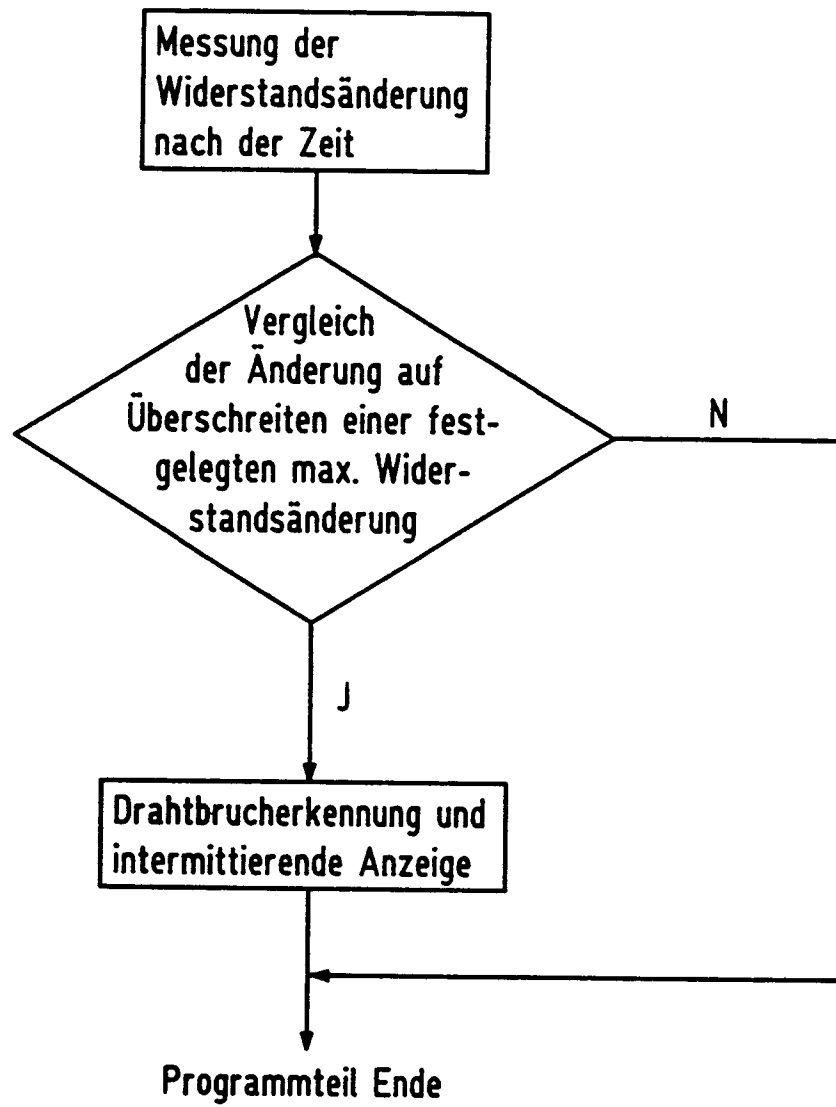 Messung der
Widerstandsänderung
nach der Zeit
Vergleich
der Änderung auf
Überschreiten einer fest-
gelegten max. Wider-
standsänderung
N
J
Drahtbrucherkennung und
intermittierende Anzeige
Programmteil Ende